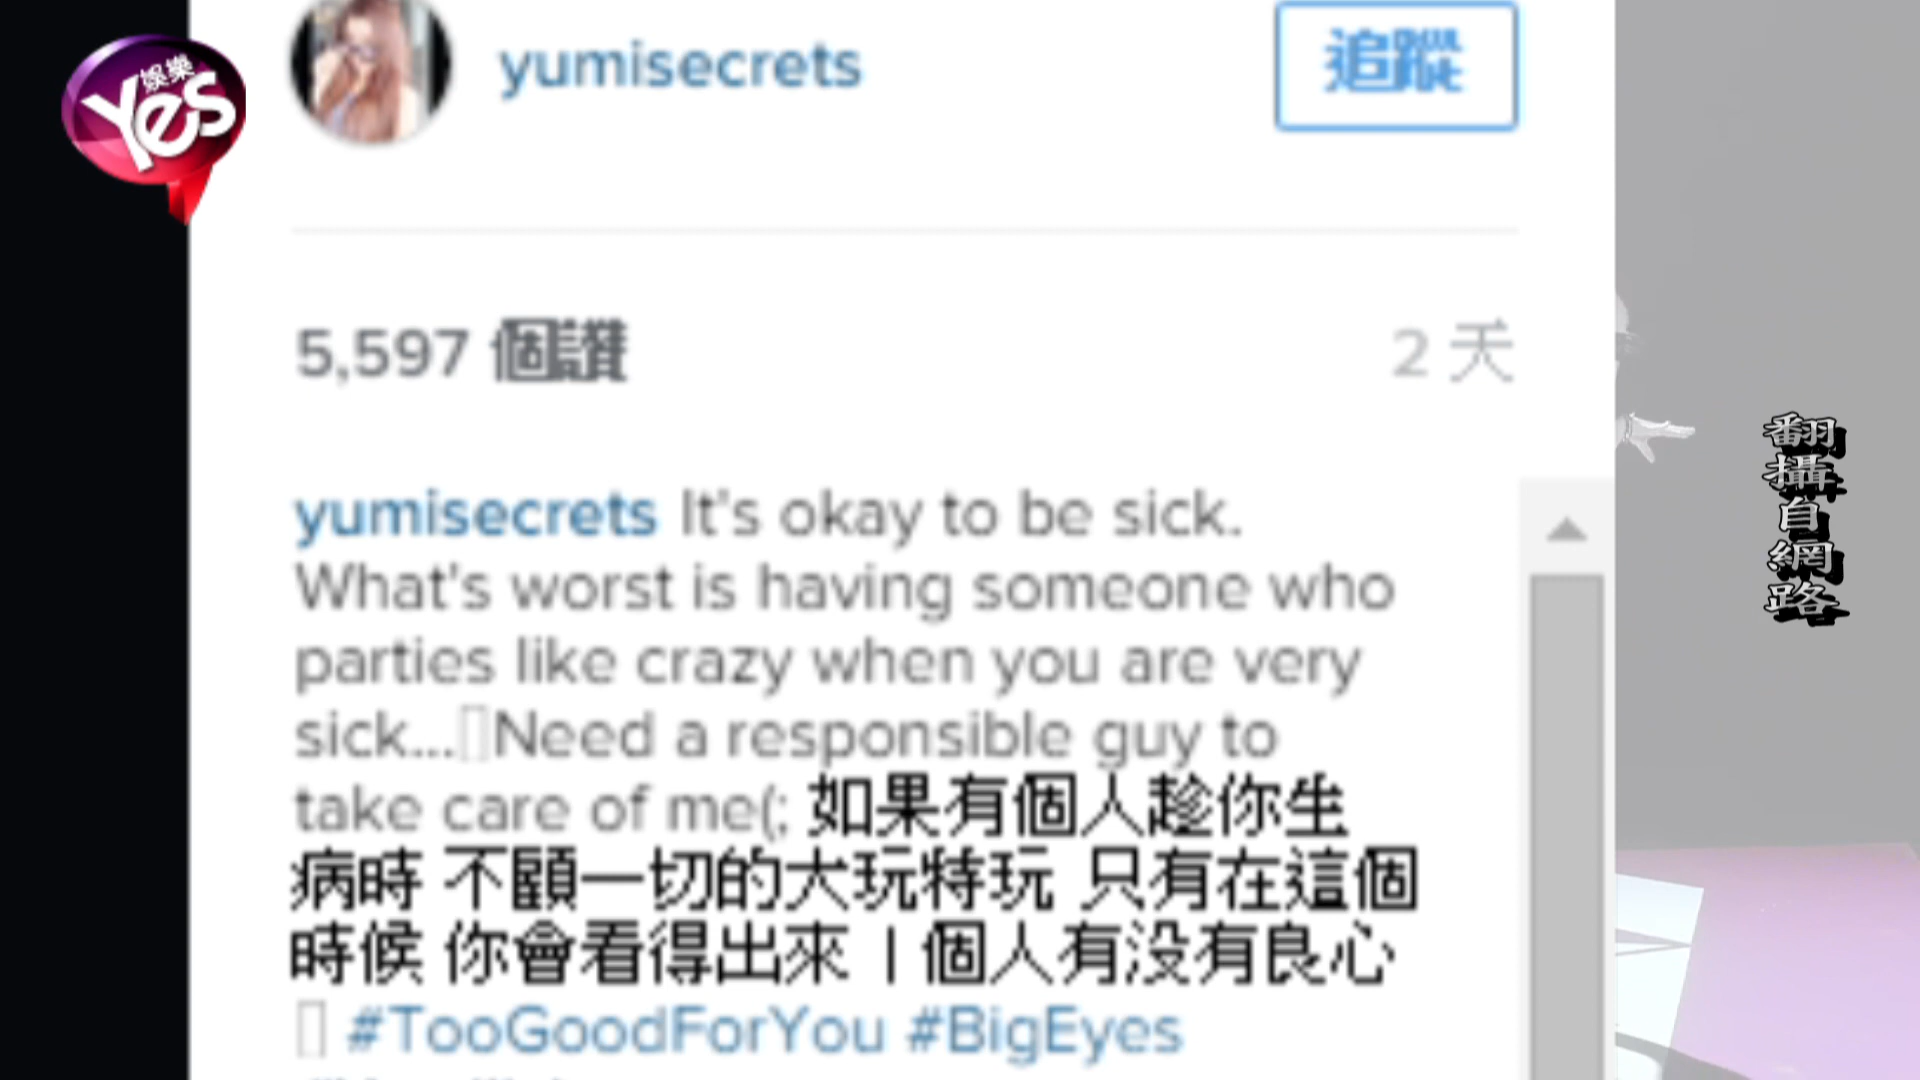 娛樂
Yes
yumisecrets
追蹤
5,597 個讚
2 天
yumisecrets It's okay to be sick.
What's worst is having someone who
parties like crazy when you are very
sick...Need a responsible guy to
take care of me(; 如果有個人趁你生
病時 不顧一切的大玩特玩 只有在這個
時候 你會看得出來 | 個人有没有良心
#TooGoodForYou #BigEyes
翻攝自網路